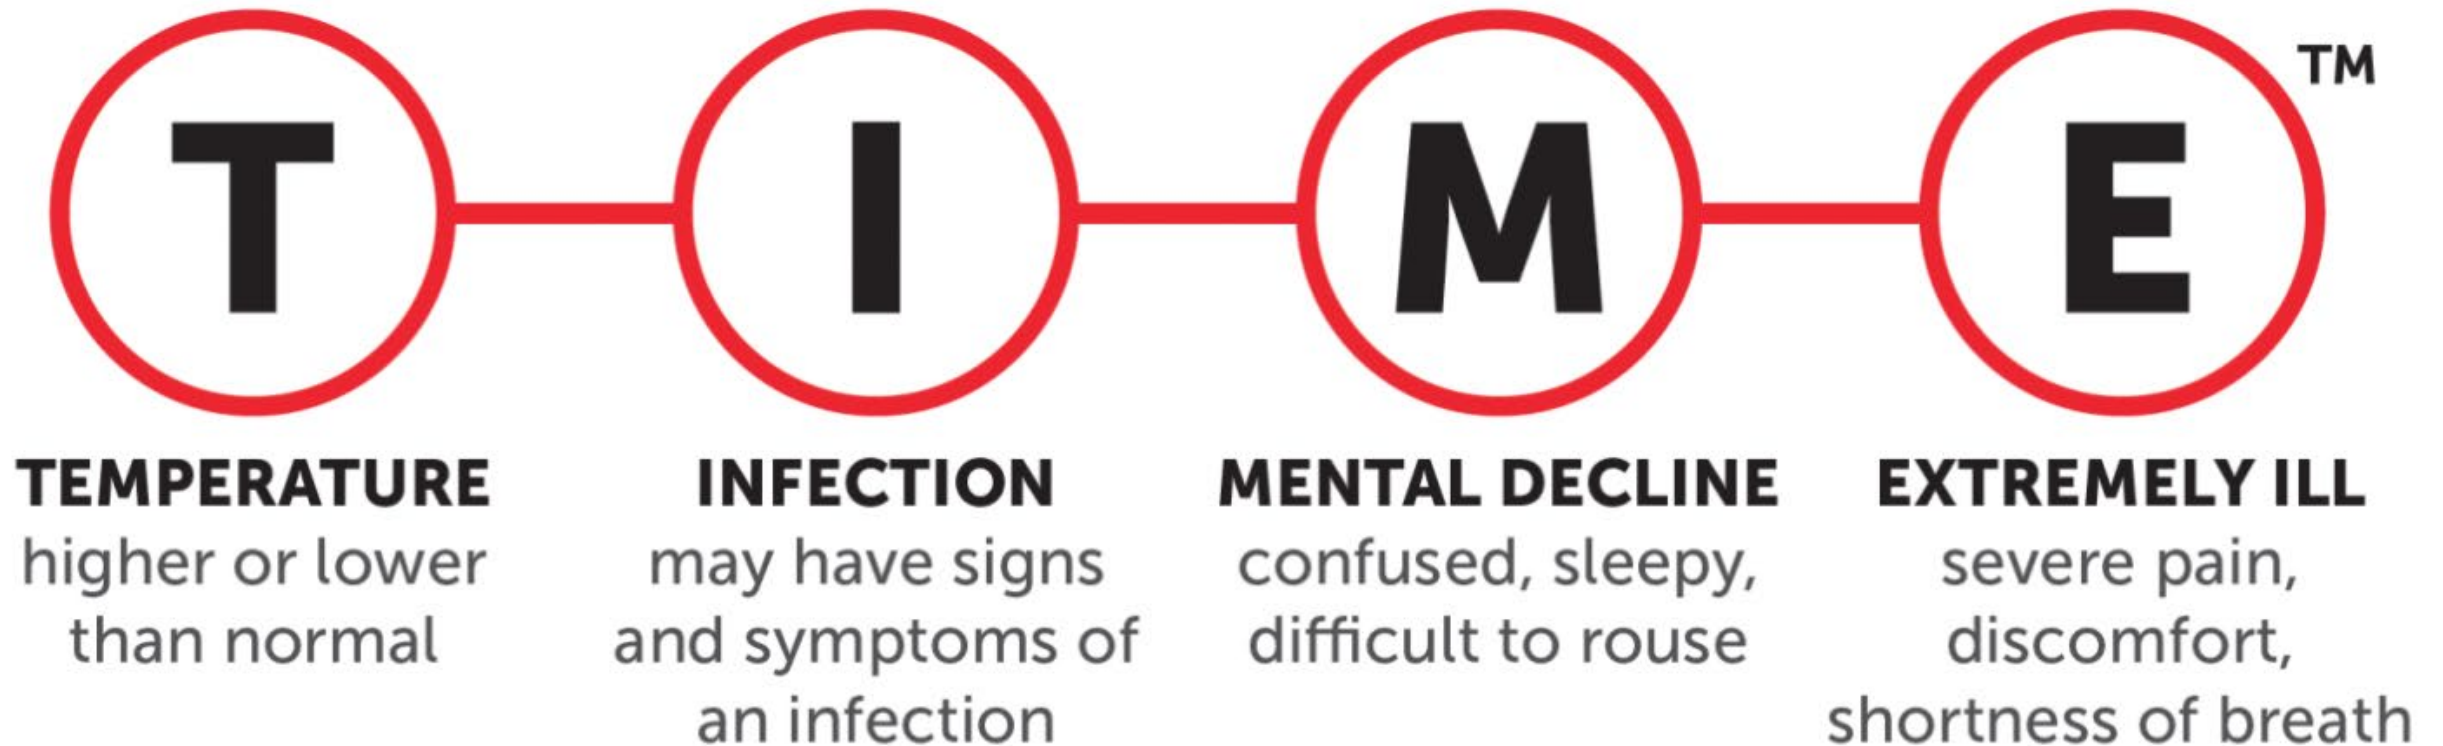 T I M E TM
TEMPERATURE
higher or lower
than normal
INFECTION
may have signs
and symptoms of
an infection
MENTAL DECLINE
confused, sleepy,
difficult to rouse
EXTREMELY ILL
severe pain,
discomfort,
shortness of breath